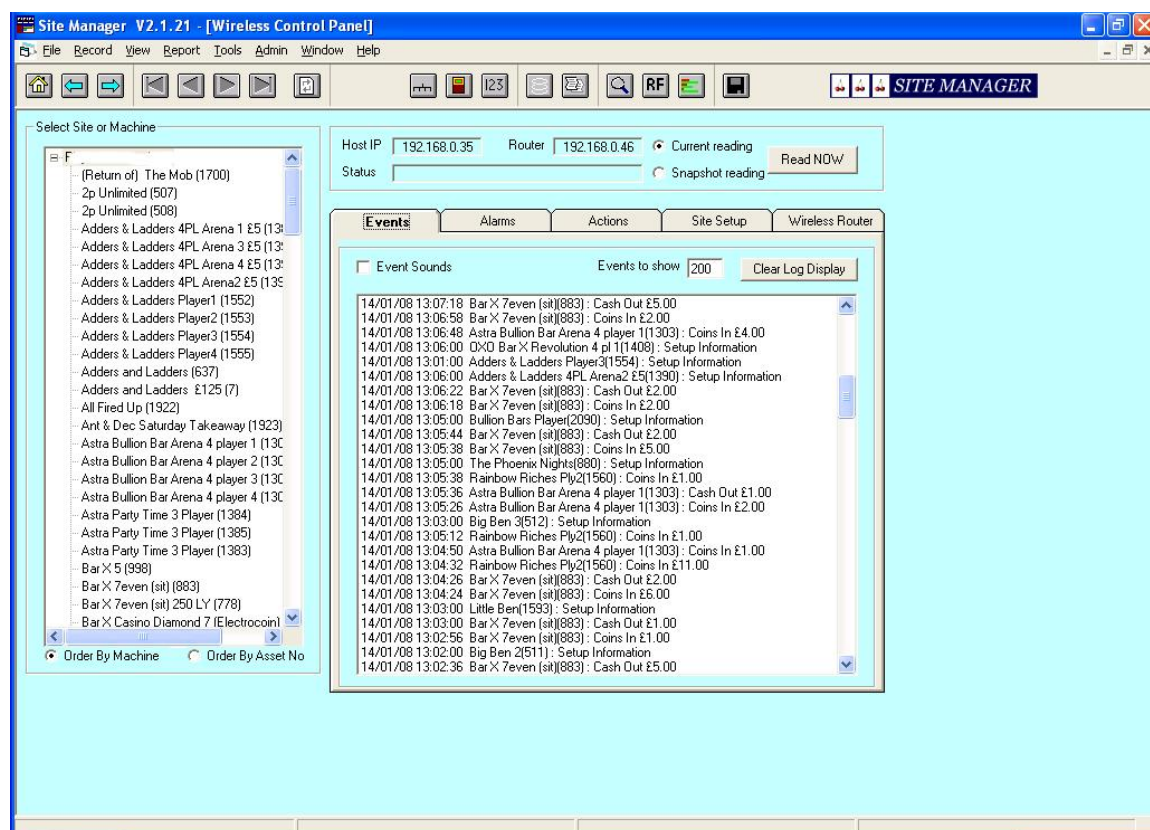 Site Manager V2.1.21 - [Wireless Control Panel]
File Record View Report Tools Admin Window Help
123 RF SITE MANAGER
Select Site or Machine
F
(Return of) The Mob (1700)
2p Unlimited (507)
2p Unlimited (508)
Adders & Ladders 4PL Arena 1 £5 (13
Adders & Ladders 4PL Arena 3 £5 (13
Adders & Ladders 4PL Arena 4 £5 (13
Adders & Ladders 4PL Arena2 £5 (139
Adders & Ladders Player1 (1552)
Adders & Ladders Player2 (1553)
Adders & Ladders Player3 (1554)
Adders & Ladders Player4 (1555)
Adders and Ladders (637)
Adders and Ladders £125 (7)
All Fired Up (1922)
Ant & Dec Saturday Takeaway (1923)
Astra Bullion Bar Arena 4 player 1 (130
Astra Bullion Bar Arena 4 player 2 (130
Astra Bullion Bar Arena 4 player 3 (130
Astra Bullion Bar Arena 4 player 4 (130
Astra Party Time 3 Player (1384)
Astra Party Time 3 Player (1385)
Astra Party Time 3 Player (1383)
Bar X 5 (998)
Bar X 7even (sit) (883)
Bar X 7even (sit) 250 LY (778)
Bar X Casino Diamond 7 (Electrocoin)
Order By Machine Order By Asset No
Host IP 192.168.0.35 Router 192.168.0.46 Current reading
Read NOW
Status Snapshot reading
Events Alarms Actions Site Setup Wireless Router
Event Sounds Events to show 200 Clear Log Display
14/01/08 13:07:18 Bar X 7even (sit)(883) : Cash Out £5.00
14/01/08 13:06:58 Bar X 7even (sit)(883) : Coins In £2.00
14/01/08 13:06:48 Astra Bullion Bar Arena 4 player 1(1303) : Coins In £4.00
14/01/08 13:06:00 OXO Bar X Revolution 4 pl 1(1408) : Setup Information
14/01/08 13:01:00 Adders & Ladders Player3(1554) : Setup Information
14/01/08 13:06:00 Adders & Ladders 4PL Arena2 £5(1390) : Setup Information
14/01/08 13:06:22 Bar X 7even (sit)(883) : Cash Out £2.00
14/01/08 13:06:18 Bar X 7even (sit)(883) : Coins In £2.00
14/01/08 13:05:00 Bullion Bars Player(2090) : Setup Information
14/01/08 13:05:44 Bar X 7even (sit)(883) : Cash Out £2.00
14/01/08 13:05:38 Bar X 7even (sit)(883) : Coins In £5.00
14/01/08 13:05:00 The Phoenix Nights(880) : Setup Information
14/01/08 13:05:38 Rainbow Riches Ply2(1560) : Coins In £1.00
14/01/08 13:05:36 Astra Bullion Bar Arena 4 player 1(1303) : Cash Out £1.00
14/01/08 13:05:26 Astra Bullion Bar Arena 4 player 1(1303) : Coins In £2.00
14/01/08 13:03:00 Big Ben 3(512) : Setup Information
14/01/08 13:05:12 Rainbow Riches Ply2(1560) : Coins In £1.00
14/01/08 13:04:50 Astra Bullion Bar Arena 4 player 1(1303) : Coins In £1.00
14/01/08 13:04:32 Rainbow Riches Ply2(1560) : Coins In £11.00
14/01/08 13:04:26 Bar X 7even (sit)(883) : Cash Out £2.00
14/01/08 13:04:24 Bar X 7even (sit)(883) : Coins In £6.00
14/01/08 13:03:00 Little Ben(1593) : Setup Information
14/01/08 13:03:00 Bar X 7even (sit)(883) : Cash Out £1.00
14/01/08 13:02:56 Bar X 7even (sit)(883) : Coins In £1.00
14/01/08 13:02:00 Big Ben 2(511) : Setup Information
14/01/08 13:02:36 Bar X 7even (sit)(883) : Cash Out £5.00